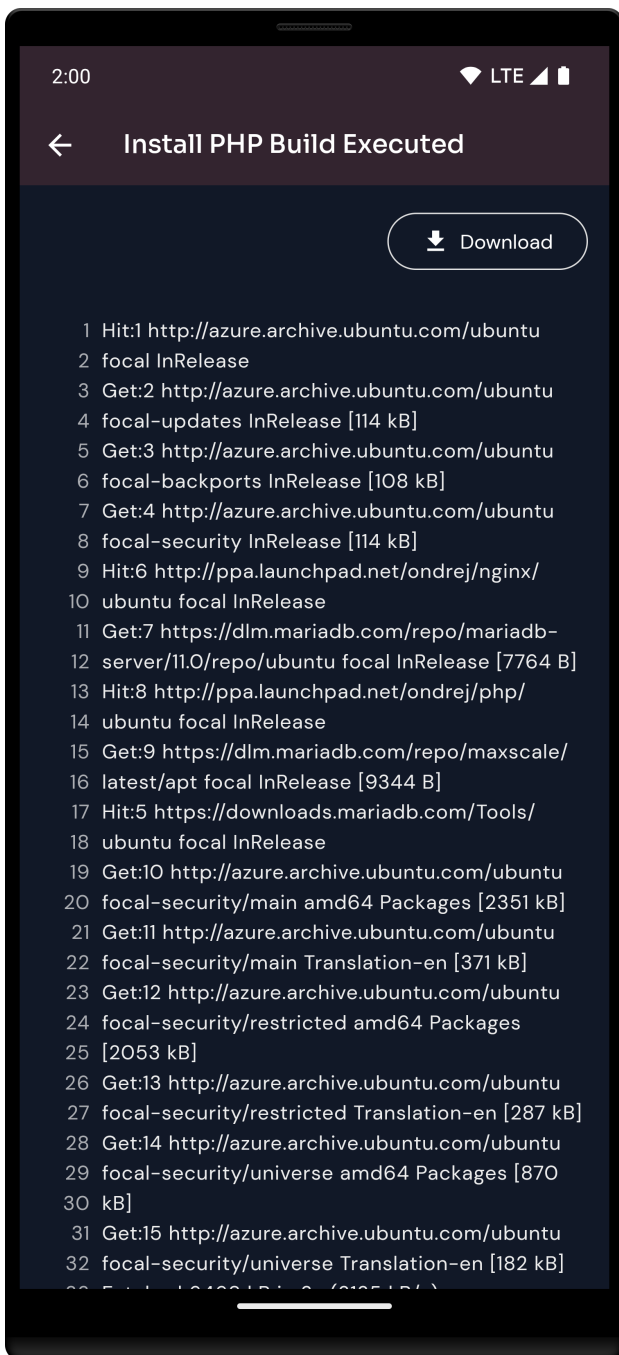 2:00
LTE
Install PHP Build Executed
Download
1 Hit:1 http://azure.archive.ubuntu.com/ubuntu
2 focal InRelease
3 Get:2 http://azure.archive.ubuntu.com/ubuntu
4 focal-updates InRelease [114 kB]
5 Get:3 http://azure.archive.ubuntu.com/ubuntu
6 focal-backports InRelease [108 kB]
7 Get:4 http://azure.archive.ubuntu.com/ubuntu
8 focal-security InRelease [114 kB]
9 Hit:6 http://ppa.launchpad.net/ondrej/nginx/
10 ubuntu focal InRelease
11 Get:7 https://dlm.mariadb.com/repo/mariadb-
12 server/11.0/repo/ubuntu focal InRelease [7764 B]
13 Hit:8 http://ppa.launchpad.net/ondrej/php/
14 ubuntu focal InRelease
15 Get:9 https://dlm.mariadb.com/repo/maxscale/
16 latest/apt focal InRelease [9344 B]
17 Hit:5 https://downloads.mariadb.com/Tools/
18 ubuntu focal InRelease
19 Get:10 http://azure.archive.ubuntu.com/ubuntu
20 focal-security/main amd64 Packages [2351 kB]
21 Get:11 http://azure.archive.ubuntu.com/ubuntu
22 focal-security/main Translation-en [371 kB]
23 Get:12 http://azure.archive.ubuntu.com/ubuntu
24 focal-security/restricted amd64 Packages
25 [2053 kB]
26 Get:13 http://azure.archive.ubuntu.com/ubuntu
27 focal-security/restricted Translation-en [287 kB]
28 Get:14 http://azure.archive.ubuntu.com/ubuntu
29 focal-security/universe amd64 Packages [870
30 kB]
31 Get:15 http://azure.archive.ubuntu.com/ubuntu
32 focal-security/universe Translation-en [182 kB]